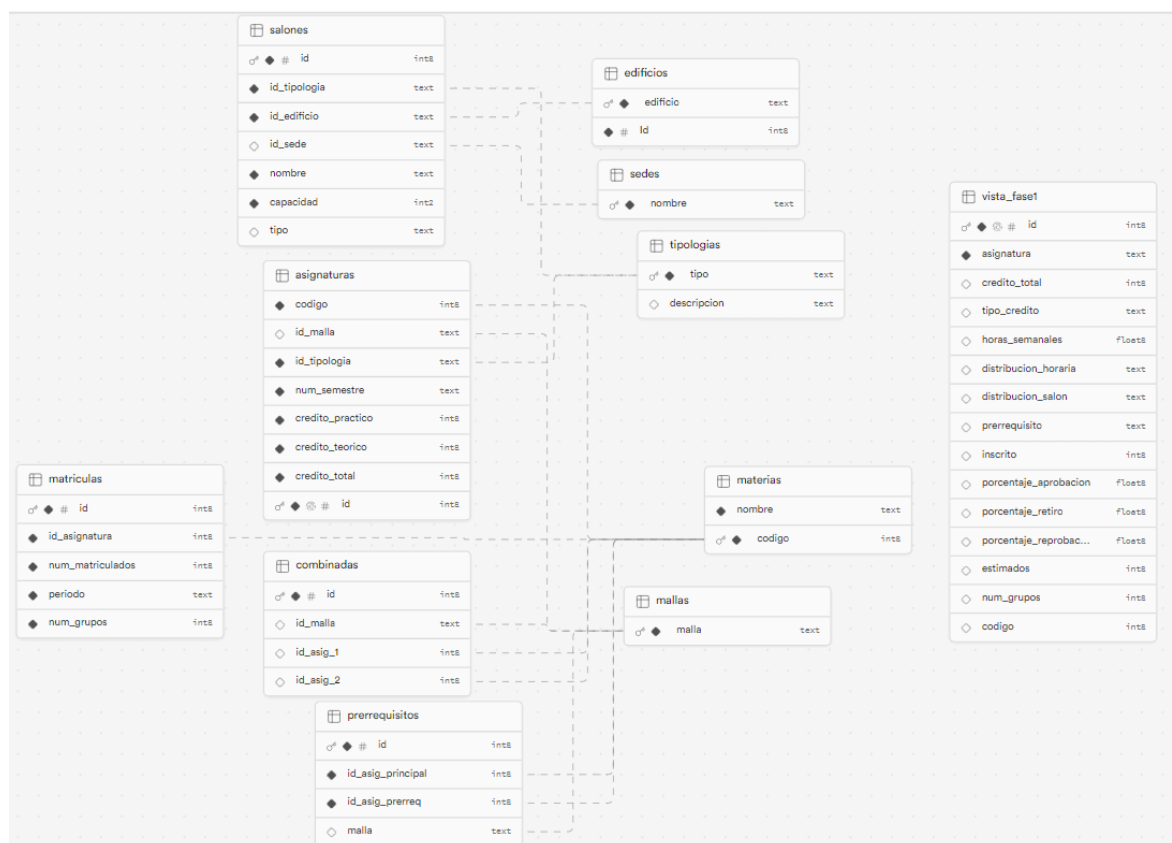 salones
# id int8
id_tipologia text
id_edificio text
id_sede text
nombre text
capacidad int2
tipo text
edificios
edificio text
# Id int8
sedes
nombre text
tipologias
tipo text
descripcion text
vista_fase1
# id int8
asignatura text
credito_total int8
tipo_credito text
horas_semanales float8
distribucion_horaria text
distribucion_salon text
prerrequisito text
inscrito int8
porcentaje_aprobacion float8
porcentaje_retiro float8
porcentaje_reprobac... float8
estimados int8
num_grupos int8
codigo int8
asignaturas
codigo int8
id_malla text
id_tipologia text
num_semestre text
credito_practico int8
credito_teorico int8
credito_total int8
# id int8
matriculas
# id int8
id_asignatura int8
num_matriculados int8
periodo text
num_grupos int8
materias
nombre text
codigo int8
combinadas
# id int8
id_malla text
id_asig_1 int8
id_asig_2 int8
mallas
malla text
prerrequisitos
# id int8
id_asig_principal int8
id_asig_prerreq int8
malla text